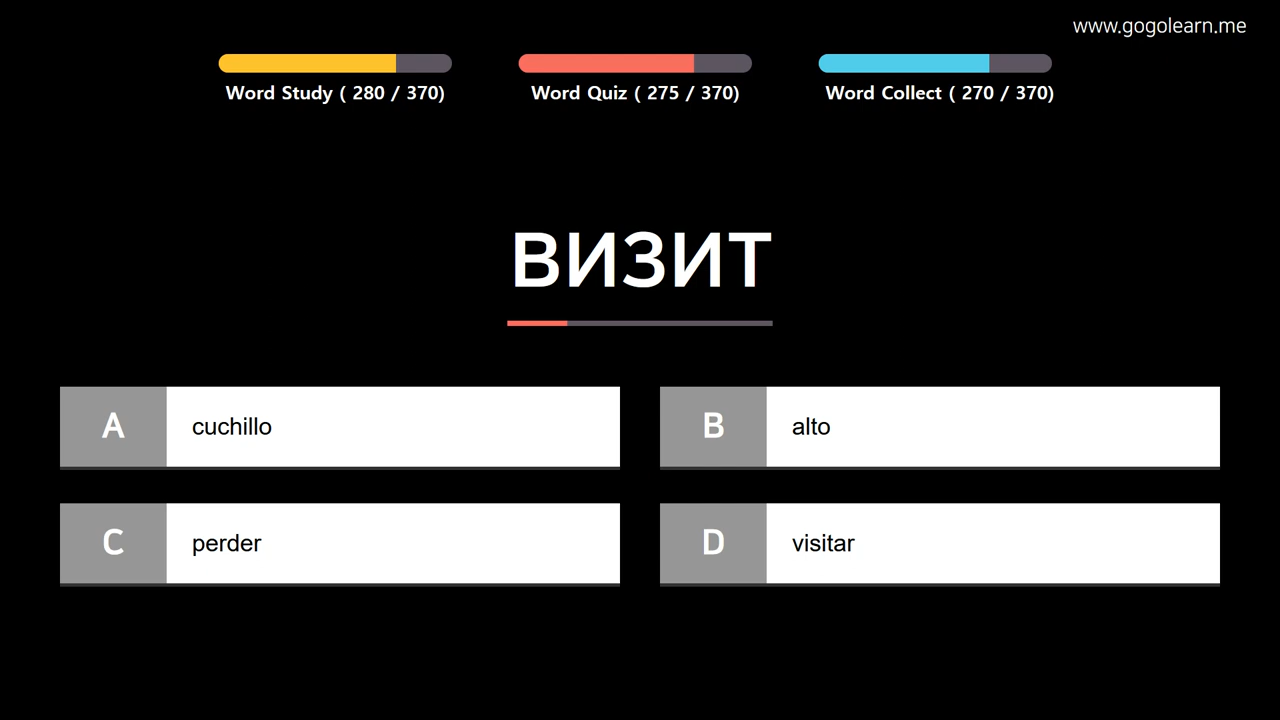 www.gogolearn.me
Word Study ( 280 / 370)
Word Quiz ( 275 / 370)
Word Collect ( 270 / 370)
ВИЗИТ
A cuchillo
B alto
C perder
D visitar